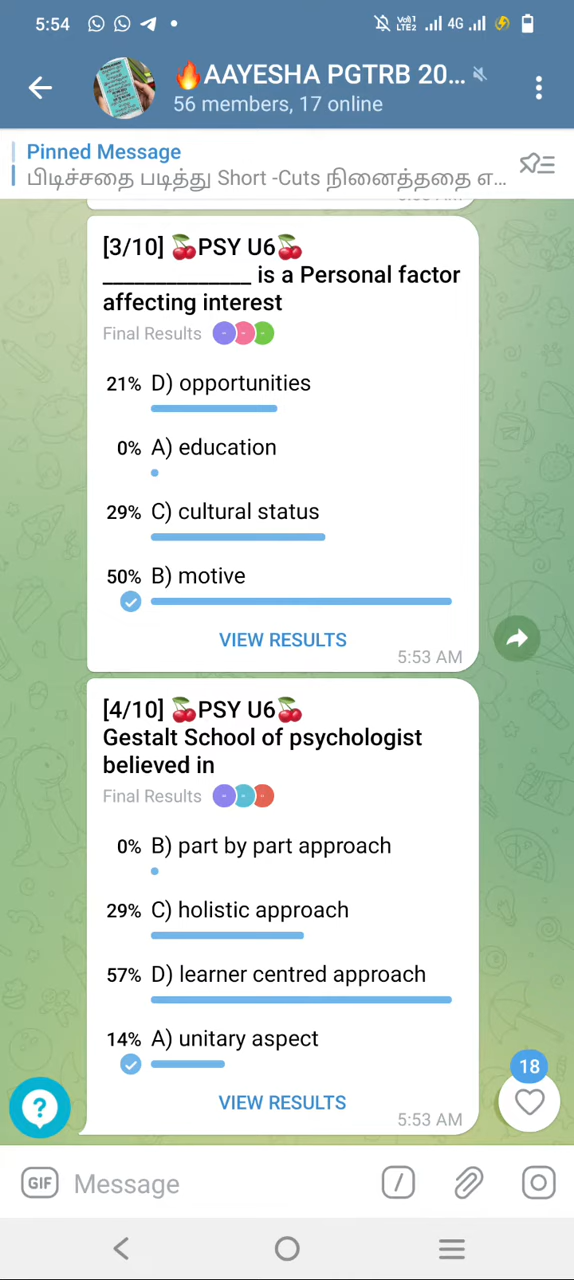 5:54
Vo)) LTE2 4G
🔥AAYESHA PGTRB 20...
56 members, 17 online
Pinned Message
பிடிச்சதை படித்து Short -Cuts நினைத்ததை எ...
[3/10] 🍒PSY U6🍒
______________ is a Personal factor
affecting interest
Final Results
21% D) opportunities
0% A) education
29% C) cultural status
50% B) motive
VIEW RESULTS
5:53 AM
[4/10] 🍒PSY U6🍒
Gestalt School of psychologist
believed in
Final Results
0% B) part by part approach
29% C) holistic approach
57% D) learner centred approach
14% A) unitary aspect
VIEW RESULTS
5:53 AM
18
?
GIF Message /